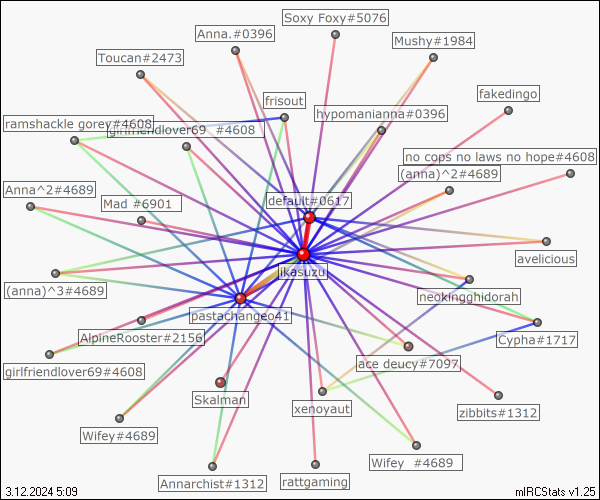 Soxy Foxy#5076
Anna.#0396
Mushy#1984
Toucan#2473
fakedingo
frisout
hypomanianna#0396
ramshackle gorey#4608
girlfriendlover69 #4608
no cops no laws no hope#4608
(anna)^2#4689
Anna^2#4689
Mad #6901
default#0617
avelicious
ikasuzu
(anna)^3#4689
neokingghidorah
pastachangeo41
AlpineRooster#2156
Cypha#1717
ace deucy#7097
girlfriendlover69#4608
Skalman
xenoyaut
zibbits#1312
Wifey#4689
Wifey #4689
Annarchist#1312
rattgaming
3.12.2024 5:09
mIRCStats v1.25